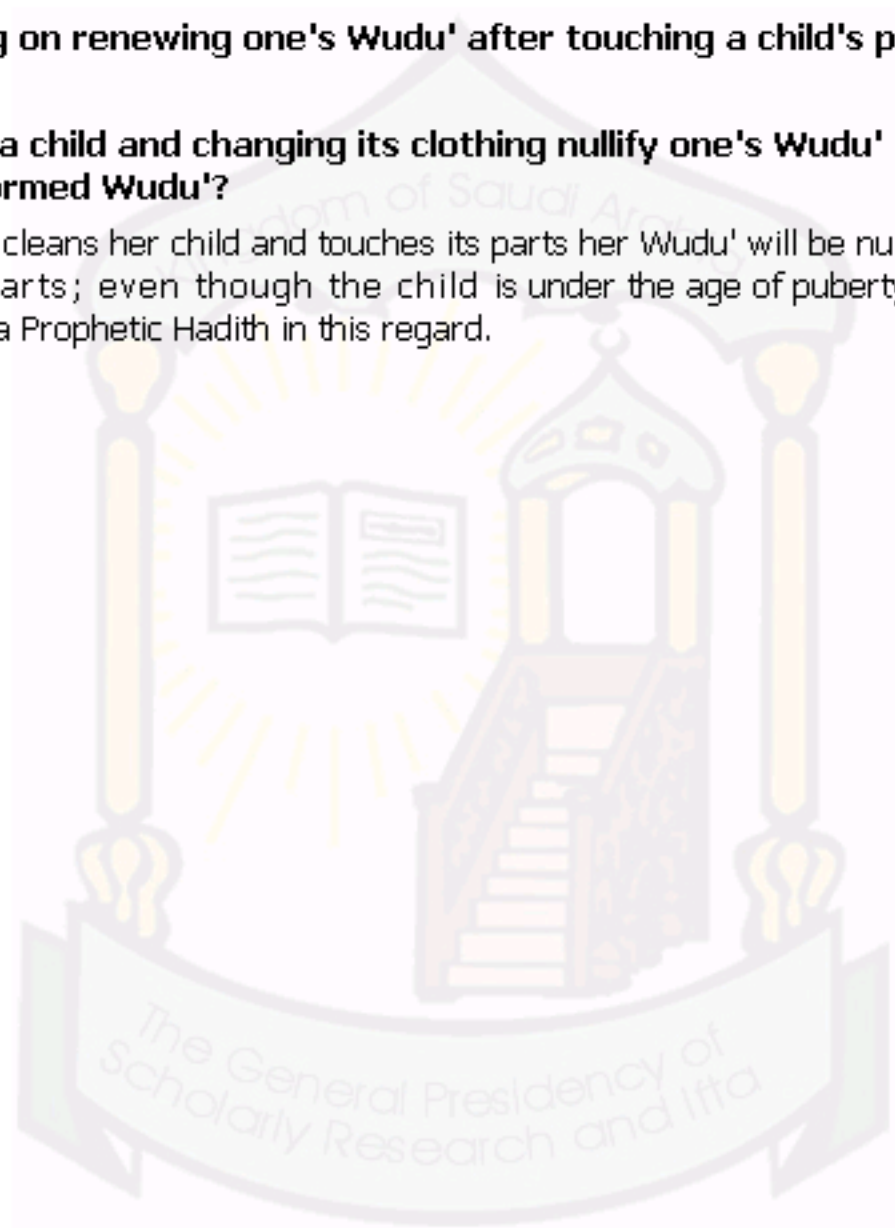 g on renewing one's Wudu' after touching a child's p
a child and changing its clothing nullify one's Wudu'
ormed Wudu'?
cleans her child and touches its parts her Wudu' will be nu
arts; even though the child is under the age of puberty
a Prophetic Hadith in this regard.
Kingdom of Saudi Arabia
The General Presidency of
Scholarly Research and Ifta